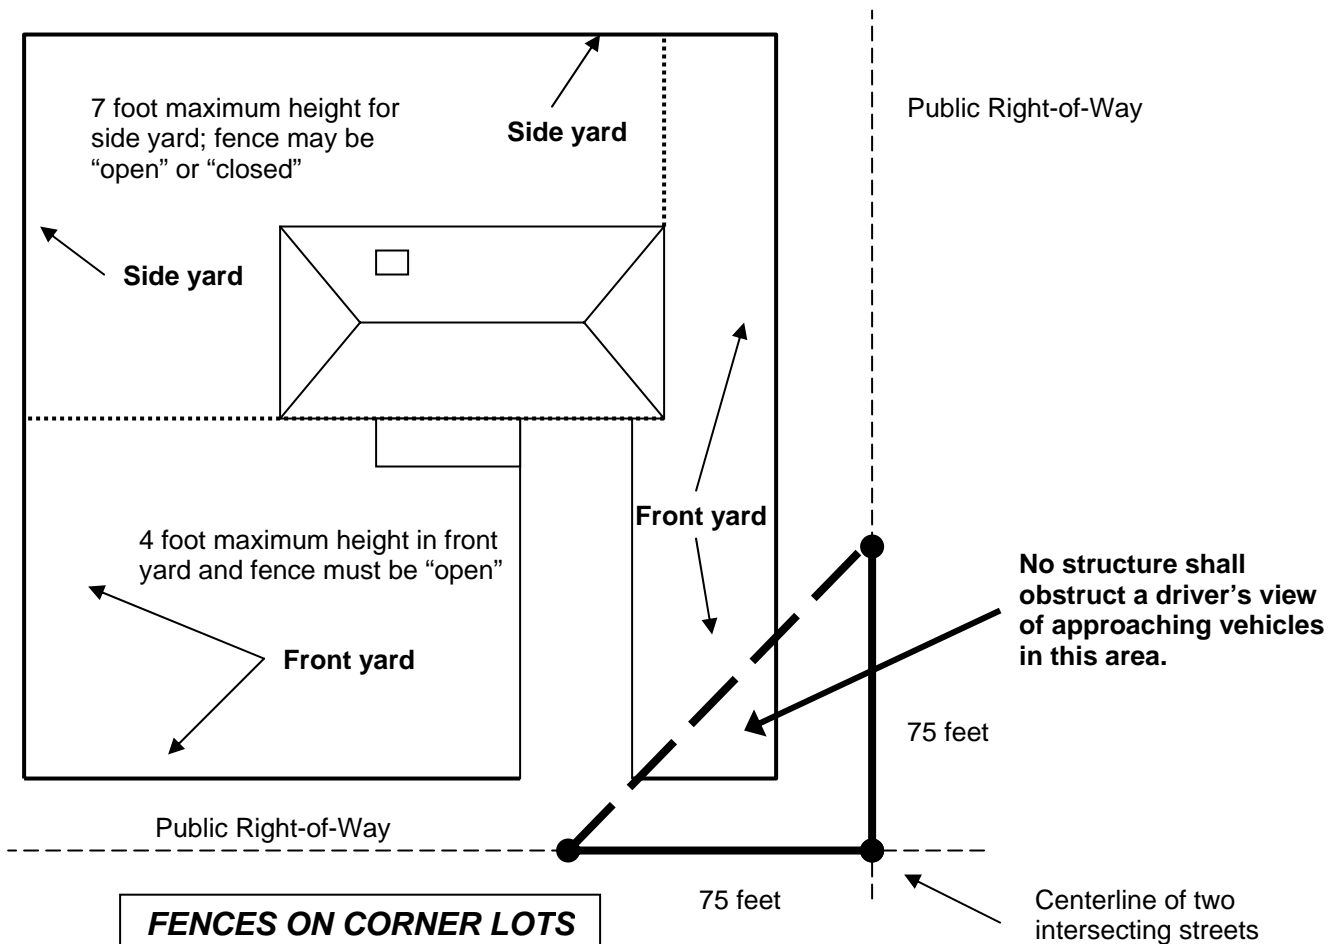 7 foot maximum height for
side yard; fence may be
“open” or “closed”
Side yard
Public Right-of-Way
Side yard
4 foot maximum height in front
yard and fence must be “open”
Front yard
Front yard
No structure shall
obstruct a driver’s view
of approaching vehicles
in this area.
75 feet
Public Right-of-Way
75 feet
Centerline of two
intersecting streets
FENCES ON CORNER LOTS